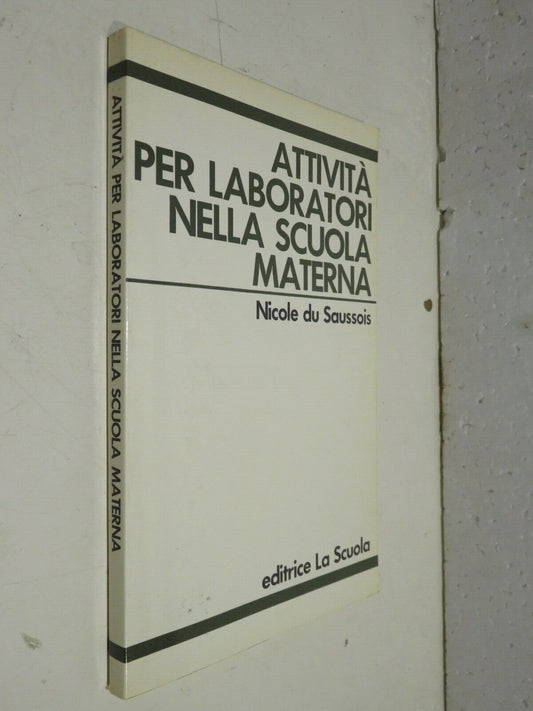 ATTIVITÀ
PER LABORATORI
NELLA SCUOLA
MATERNA
Nicole du Saussois
editrice La Scuola
ATTIVITÀ PER LABORATORI NELLA SCUOLA MATERNA